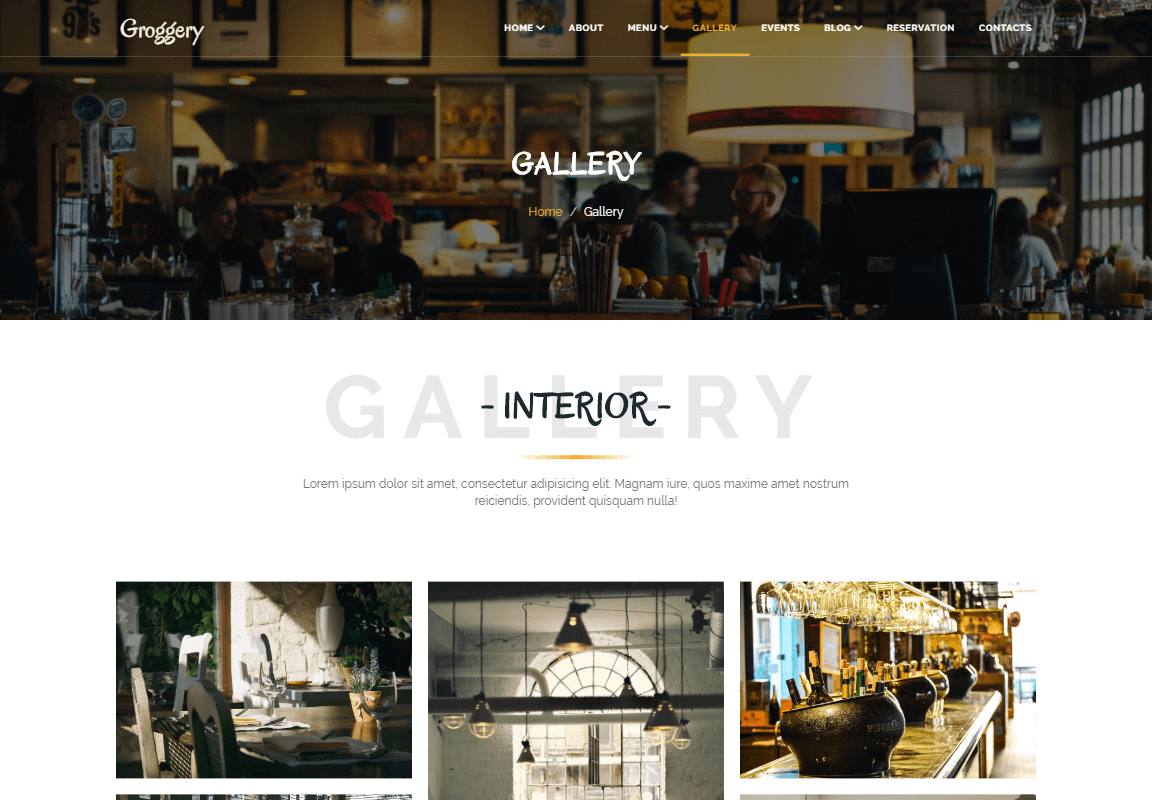 Groggery
HOME ABOUT MENU GALLERY EVENTS BLOG RESERVATION CONTACTS
GALLERY
Home / Gallery
GALLERY
- INTERIOR -
Lorem ipsum dolor sit amet, consectetur adipisicing elit. Magnam iure, quos maxime amet nostrum
reiciendis, provident quisquam nulla!